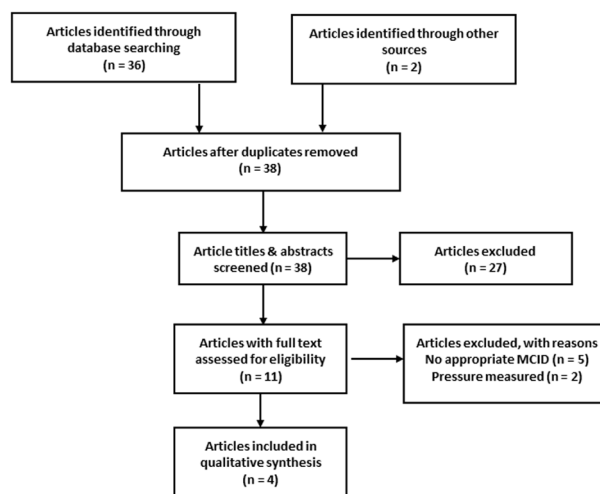 Articles identified through
database searching
(n = 36)
Articles identified through other
sources
(n = 2)
Articles after duplicates removed
(n = 38)
Article titles & abstracts
screened (n = 38)
Articles excluded
(n = 27)
Articles with full text
assessed for eligibility
(n = 11)
Articles excluded, with reasons
No appropriate MCID (n = 5)
Pressure measured (n = 2)
Articles included in
qualitative synthesis
(n = 4)